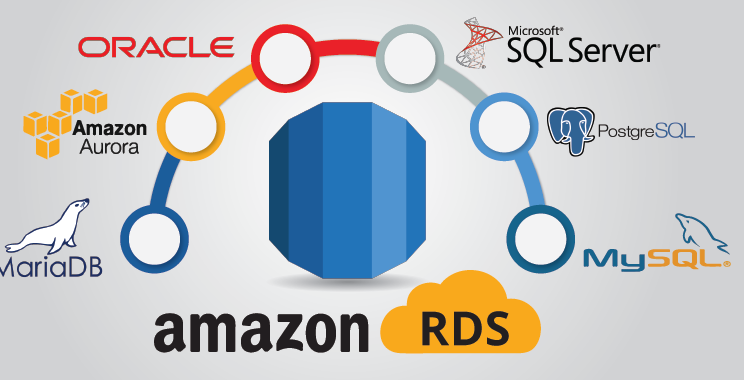 ORACLE
Microsoft®
SQL Server®
Amazon
Aurora
PostgreSQL
MariaDB
MySQL®
amazon
RDS